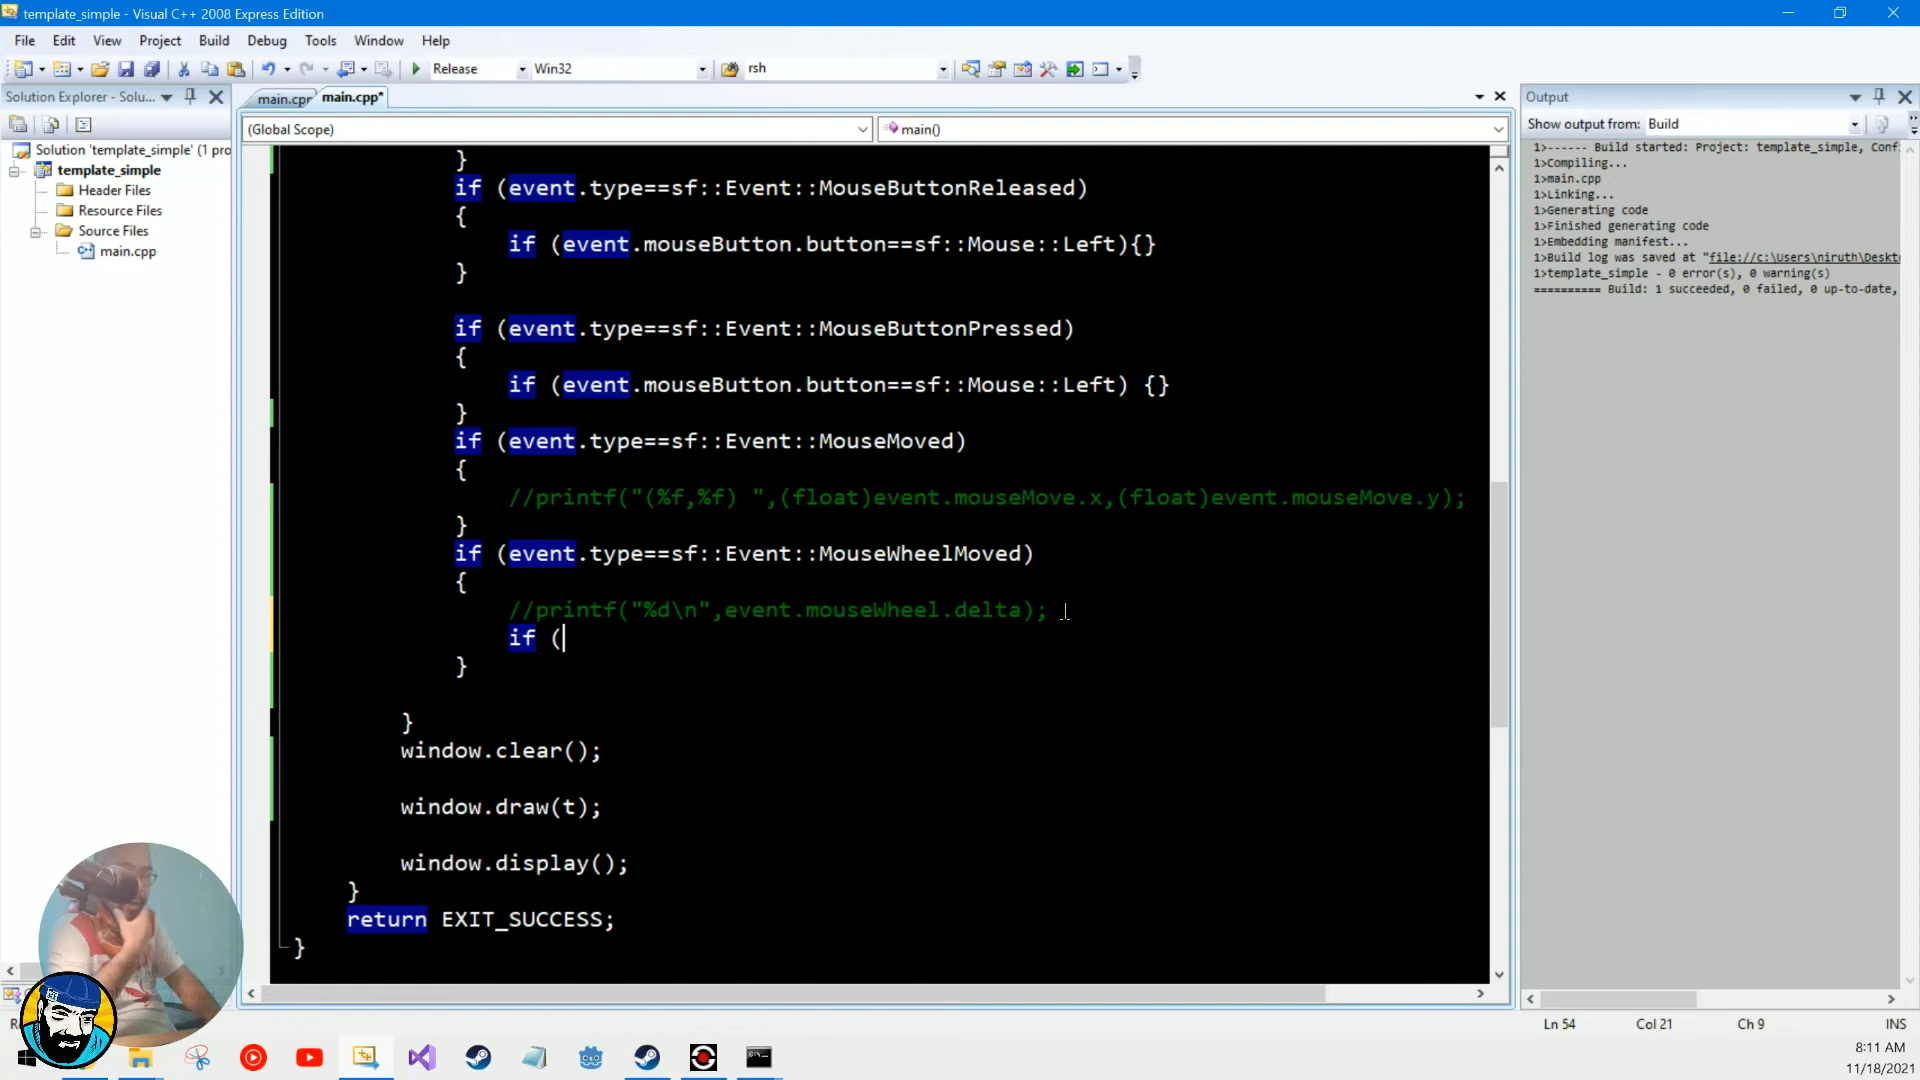 template_simple - Visual C++ 2008 Express Edition
File Edit View Project Build Debug Tools Window Help
Release Win32 rsh
Solution Explorer - Solu...
main.cpp main.cpp*
Output
(Global Scope) main()
Show output from: Build
Solution 'template_simple' (1 pro
template_simple
Header Files
Resource Files
Source Files
main.cpp
}
if (event.type==sf::Event::MouseButtonReleased)
{
if (event.mouseButton.button==sf::Mouse::Left){}
}
if (event.type==sf::Event::MouseButtonPressed)
{
if (event.mouseButton.button==sf::Mouse::Left) {}
}
if (event.type==sf::Event::MouseMoved)
{
//printf("(%f,%f) ",(float)event.mouseMove.x,(float)event.mouseMove.y);
}
if (event.type==sf::Event::MouseWheelMoved)
{
//printf("%d\n",event.mouseWheel.delta);
if (
}
}
window.clear();
window.draw(t);
window.display();
}
return EXIT_SUCCESS;
}
1>------ Build started: Project: template_simple, Conf
1>Compiling...
1>main.cpp
1>Linking...
1>Generating code
1>Finished generating code
1>Embedding manifest...
1>Build log was saved at "file://c:\Users\niruth\Deskto
1>template_simple - 0 error(s), 0 warning(s)
========== Build: 1 succeeded, 0 failed, 0 up-to-date,
Ln 54 Col 21 Ch 9 INS
8:11 AM
11/18/2021